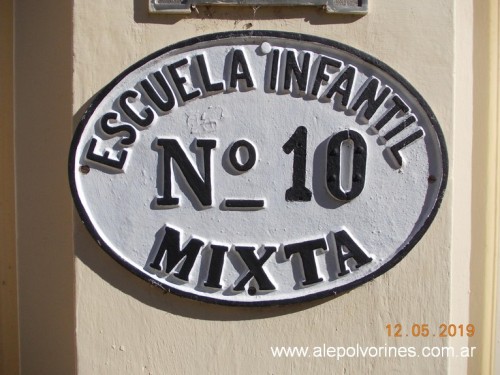 ESCUELA INFANTIL
Nº 10
MIXTA
12.05.2019
www.alepolvorines.com.ar